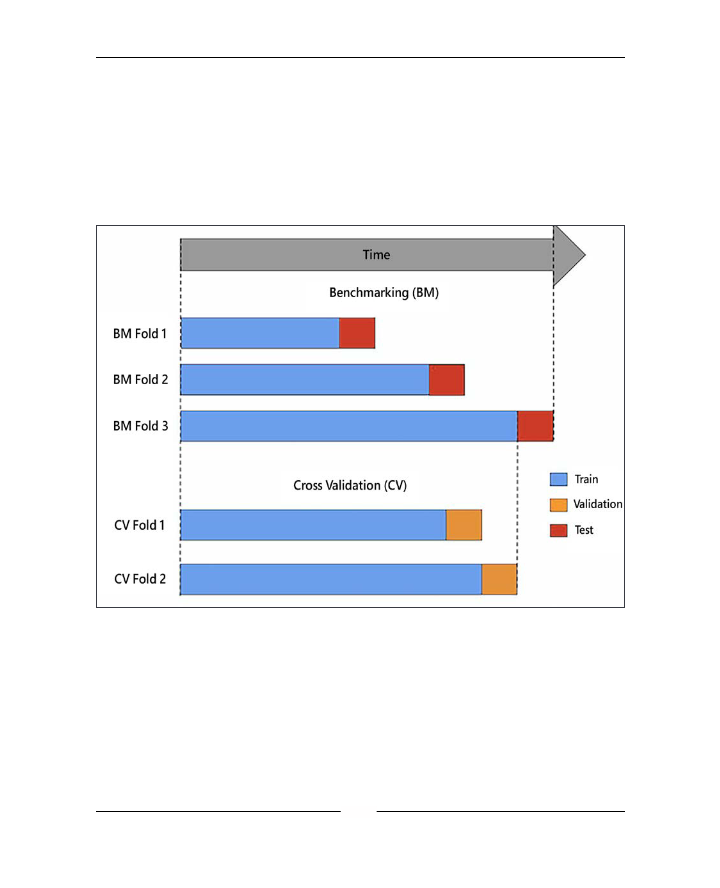 Time
Benchmarking (BM)
BM Fold 1
BM Fold 2
BM Fold 3
Cross Validation (CV)
Train
Validation
Test
CV Fold 1
CV Fold 2